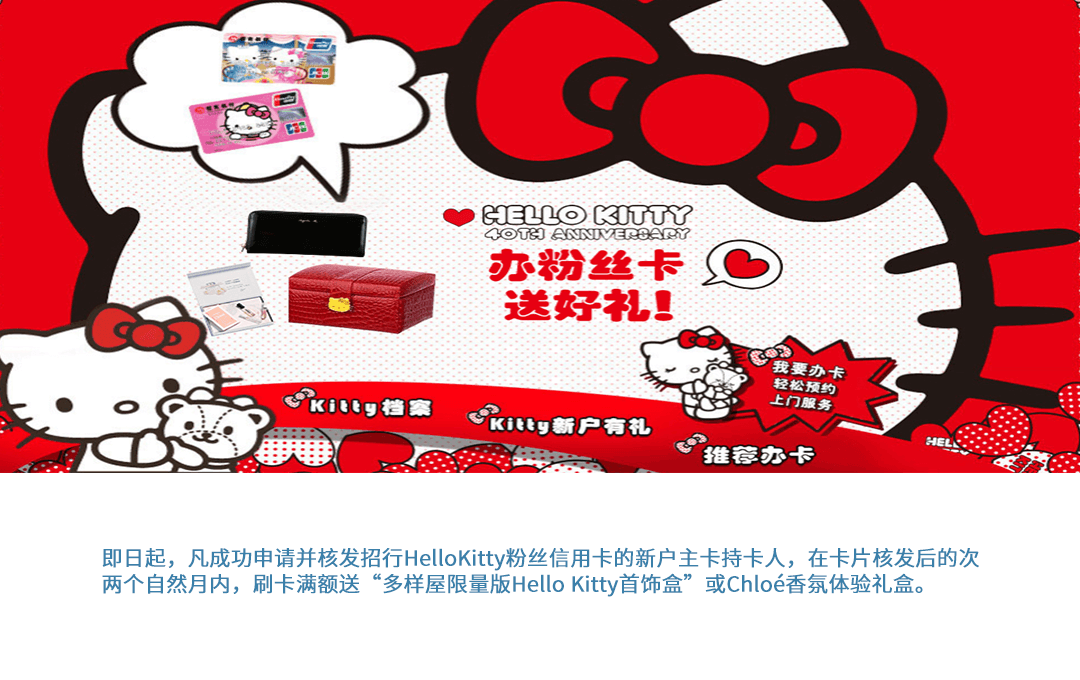 HELLO KITTY
40TH ANNIVERSARY
办粉丝卡
送好礼！
我要办卡
轻松预约
上门服务
Kitty档案
Kitty新户有礼
推荐办卡
HELL
即日起，凡成功申请并核发招行HelloKitty粉丝信用卡的新户主卡持卡人，在卡片核发后的次
两个自然月内，刷卡满额送“多样屋限量版Hello Kitty首饰盒”或Chloé香氛体验礼盒。